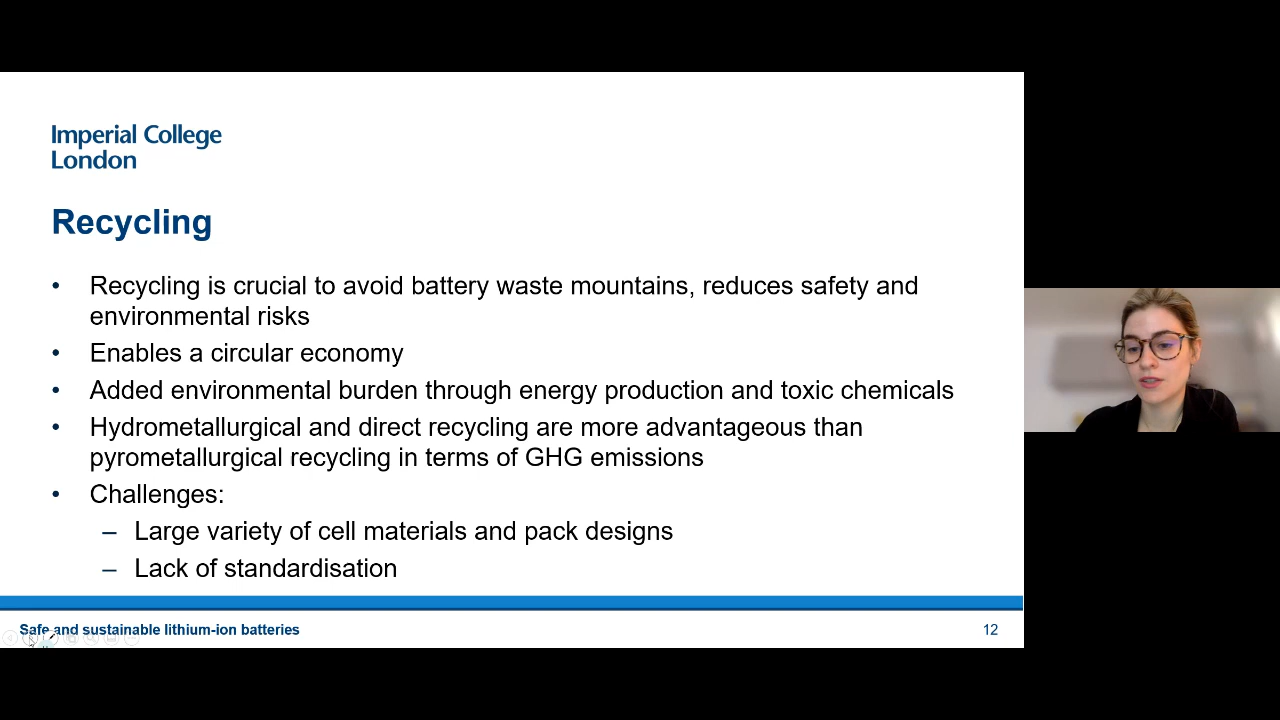 Imperial College
London
Recycling
• Recycling is crucial to avoid battery waste mountains, reduces safety and
environmental risks
• Enables a circular economy
• Added environmental burden through energy production and toxic chemicals
• Hydrometallurgical and direct recycling are more advantageous than
pyrometallurgical recycling in terms of GHG emissions
• Challenges:
– Large variety of cell materials and pack designs
– Lack of standardisation
Safe and sustainable lithium-ion batteries
12